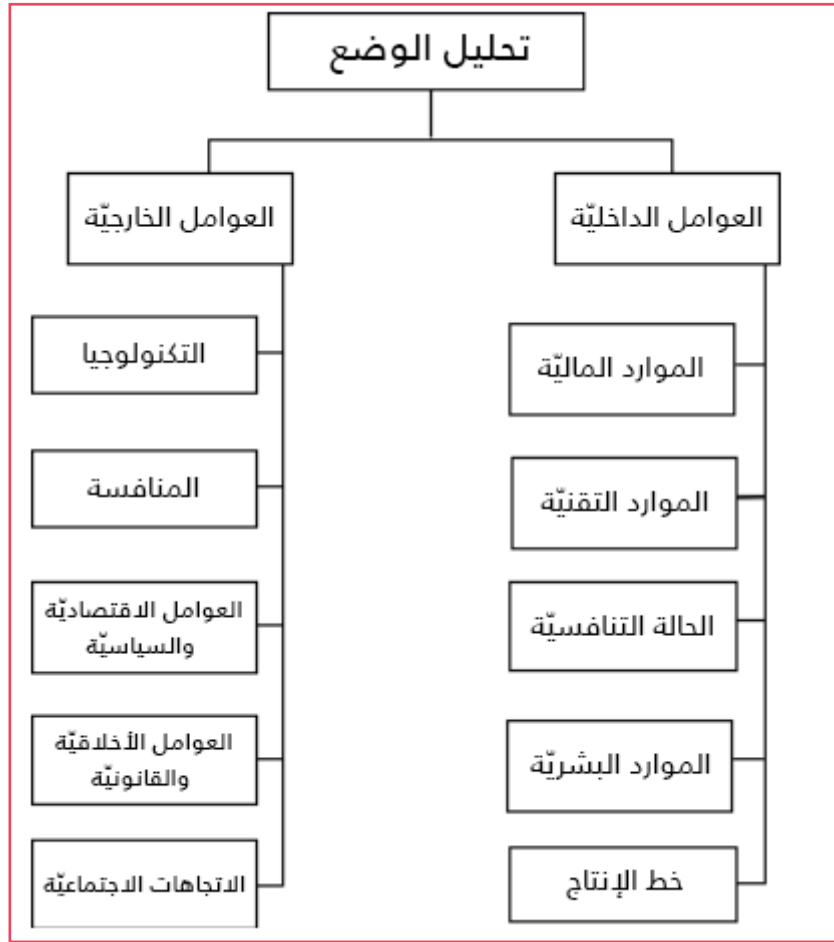 تحليل الوضع
العوامل الداخليّة
الموارد الماليّة
الموارد التقنيّة
الحالة التنافسيّة
الموارد البشريّة
خط الإنتاج
العوامل الخارجيّة
التكنولوجيا
المنافسة
العوامل الاقتصاديّة
والسياسيّة
العوامل الأخلاقيّة
والقانونيّة
الاتجاهات الاجتماعيّة